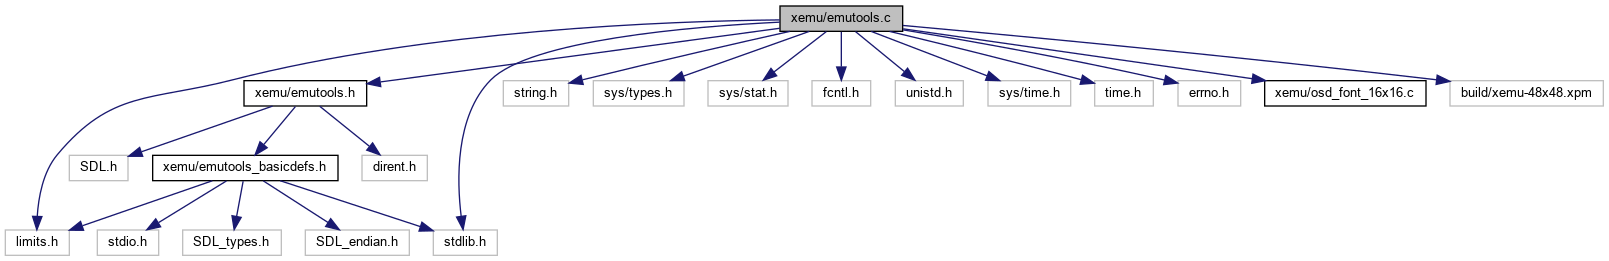 xemu/emutools.c
xemu/emutools.h
string.h
sys/types.h
sys/stat.h
fcntl.h
unistd.h
sys/time.h
time.h
errno.h
xemu/osd_font_16x16.c
build/xemu-48x48.xpm
SDL.h
xemu/emutools_basicdefs.h
dirent.h
limits.h
stdio.h
SDL_types.h
SDL_endian.h
stdlib.h